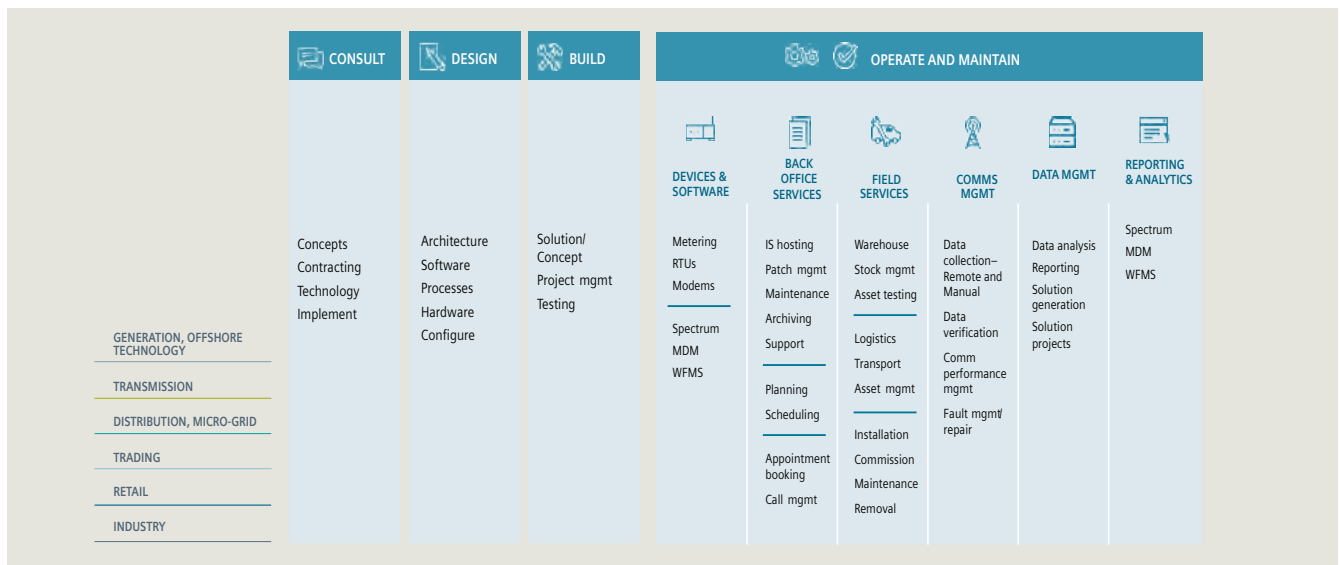 CONSULT
DESIGN
BUILD
OPERATE AND MAINTAIN
GENERATION, OFFSHORE
TECHNOLOGY
TRANSMISSION
DISTRIBUTION, MICRO-GRID
TRADING
RETAIL
INDUSTRY
Concepts
Contracting
Technology
Implement
Architecture
Software
Processes
Hardware
Configure
Solution/
Concept
Project mgmt
Testing
DEVICES &
SOFTWARE
Metering
RTUs
Modems
Spectrum
MDM
WFMS
BACK
OFFICE
SERVICES
IS hosting
Patch mgmt
Maintenance
Archiving
Support
Planning
Scheduling
Appointment
booking
Call mgmt
FIELD
SERVICES
Warehouse
Stock mgmt
Asset testing
Logistics
Transport
Asset mgmt
Installation
Commission
Maintenance
Removal
COMMS
MGMT
Data
collection–
Remote and
Manual
Data
verification
Comm
performance
mgmt
Fault mgmt/
repair
DATA MGMT
Data analysis
Reporting
Solution
generation
Solution
projects
REPORTING
& ANALYTICS
Spectrum
MDM
WFMS